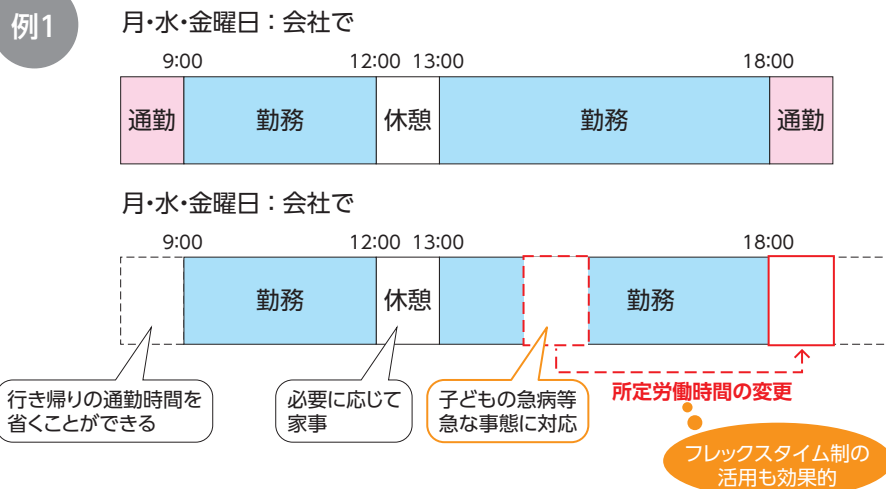 例1
月・水・金曜日：会社で
9:00 12:00 13:00 18:00
通勤 勤務 休憩 勤務 通勤
月・水・金曜日：会社で
9:00 12:00 13:00 18:00
勤務 休憩 勤務
行き帰りの通勤時間を
省くことができる
必要に応じて
家事
子どもの急病等
急な事態に対応
所定労働時間の変更
フレックスタイム制の
活用も効果的